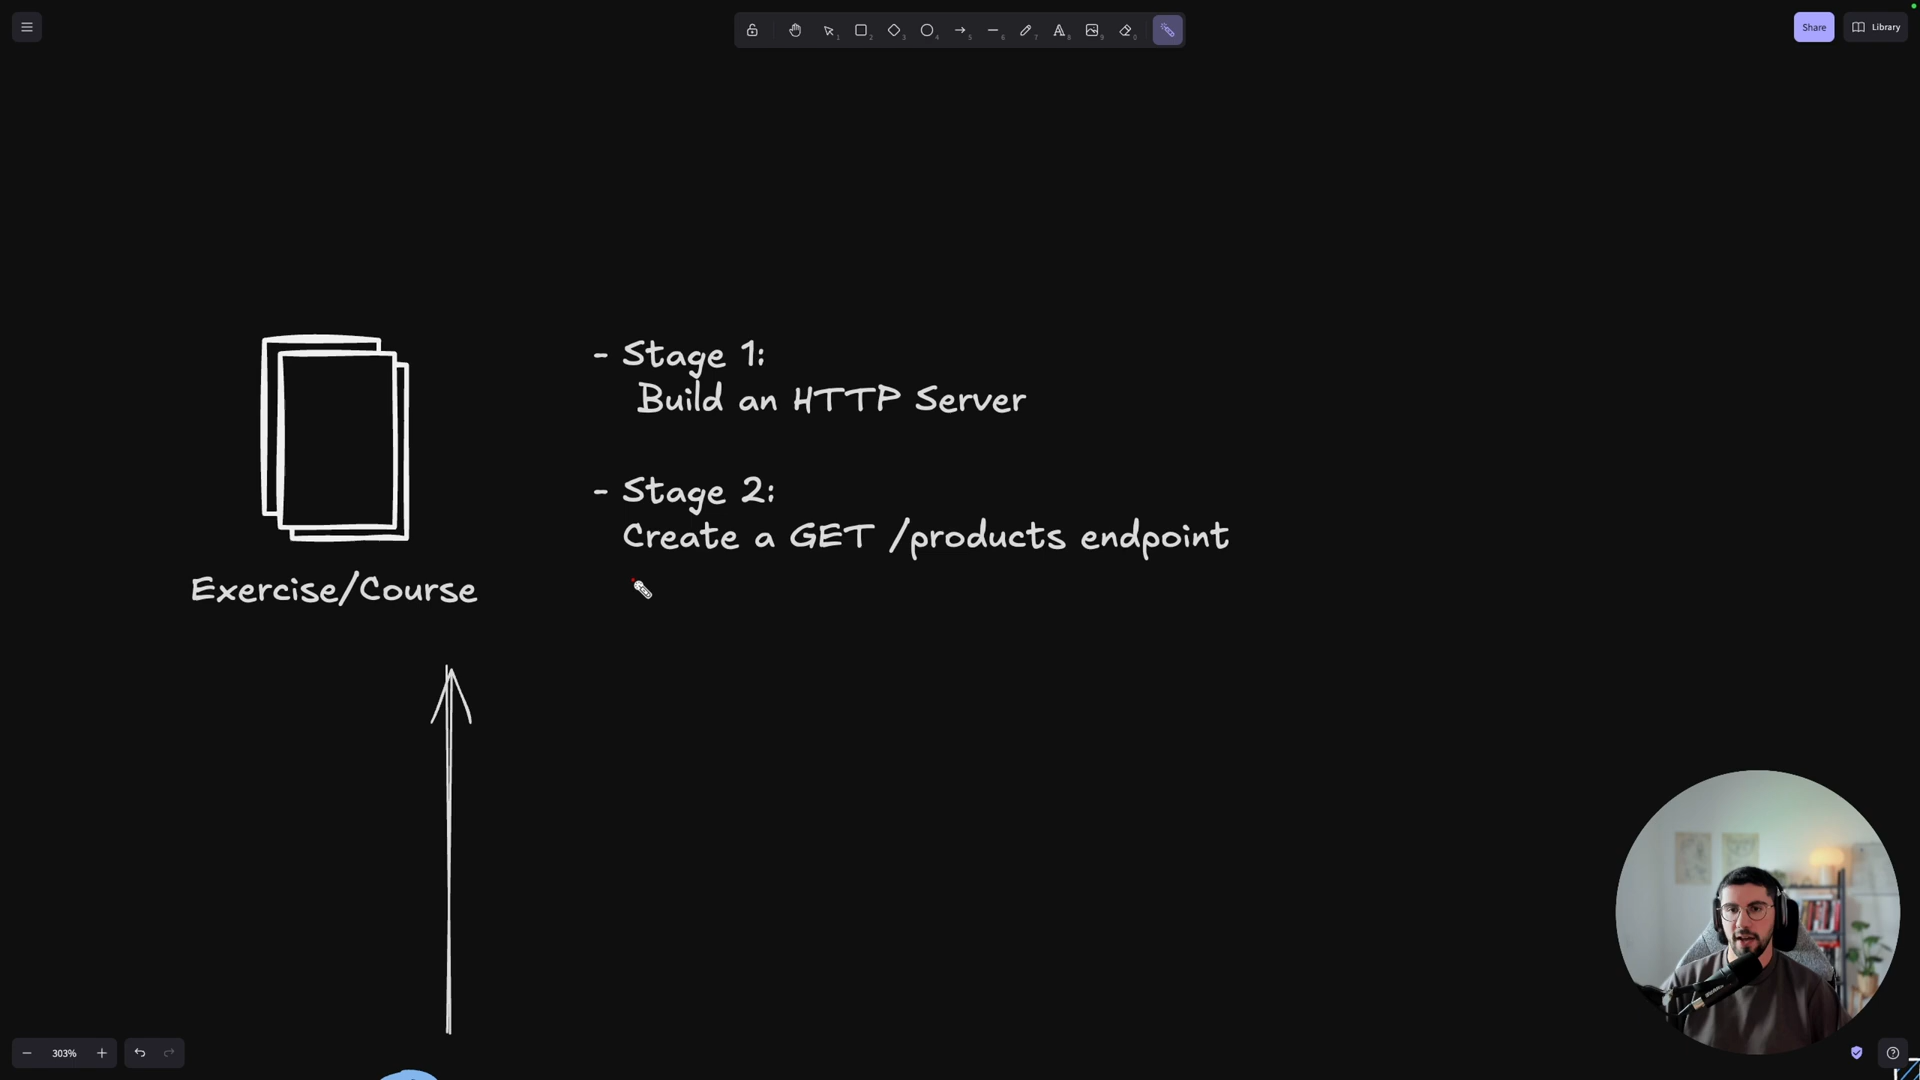 Share
Library
- Stage 1:
Build an HTTP Server
- Stage 2:
Create a GET /products endpoint
Exercise/Course
303%